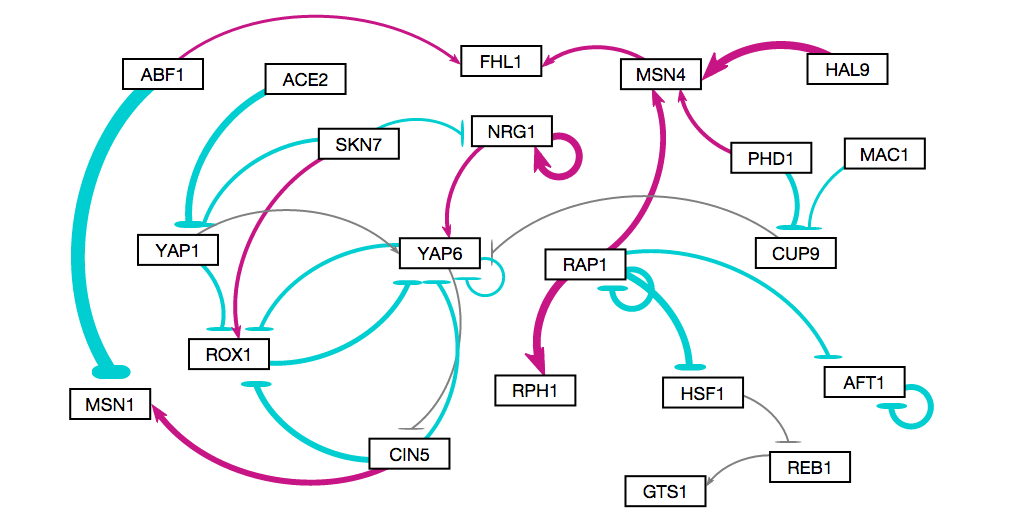 FHL1
HAL9
ABF1
MSN4
ACE2
NRG1
SKN7
MAC1
PHD1
YAP1
YAP6
CUP9
RAP1
ROX1
AFT1
RPH1
HSF1
MSN1
CIN5
REB1
GTS1